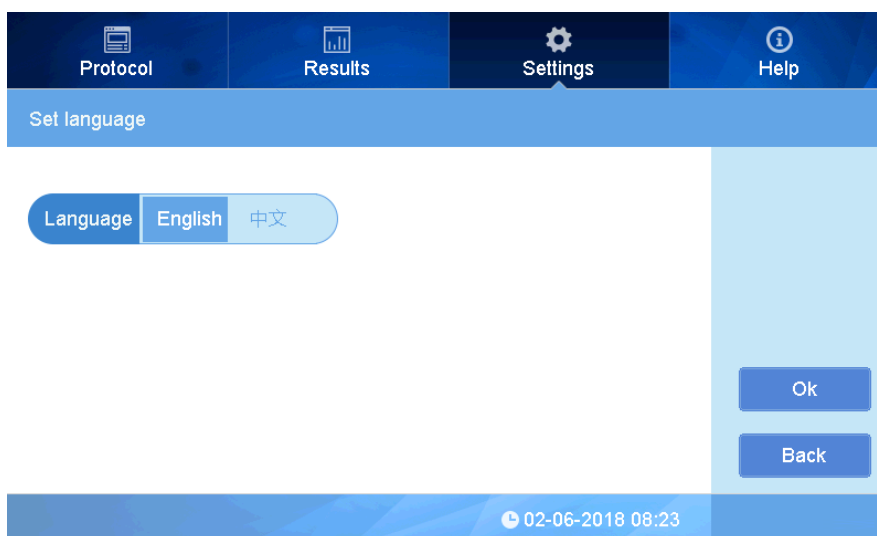 Protocol
Results
Settings
Help
Set language
Language English 中文
Ok
Back
02-06-2018 08:23